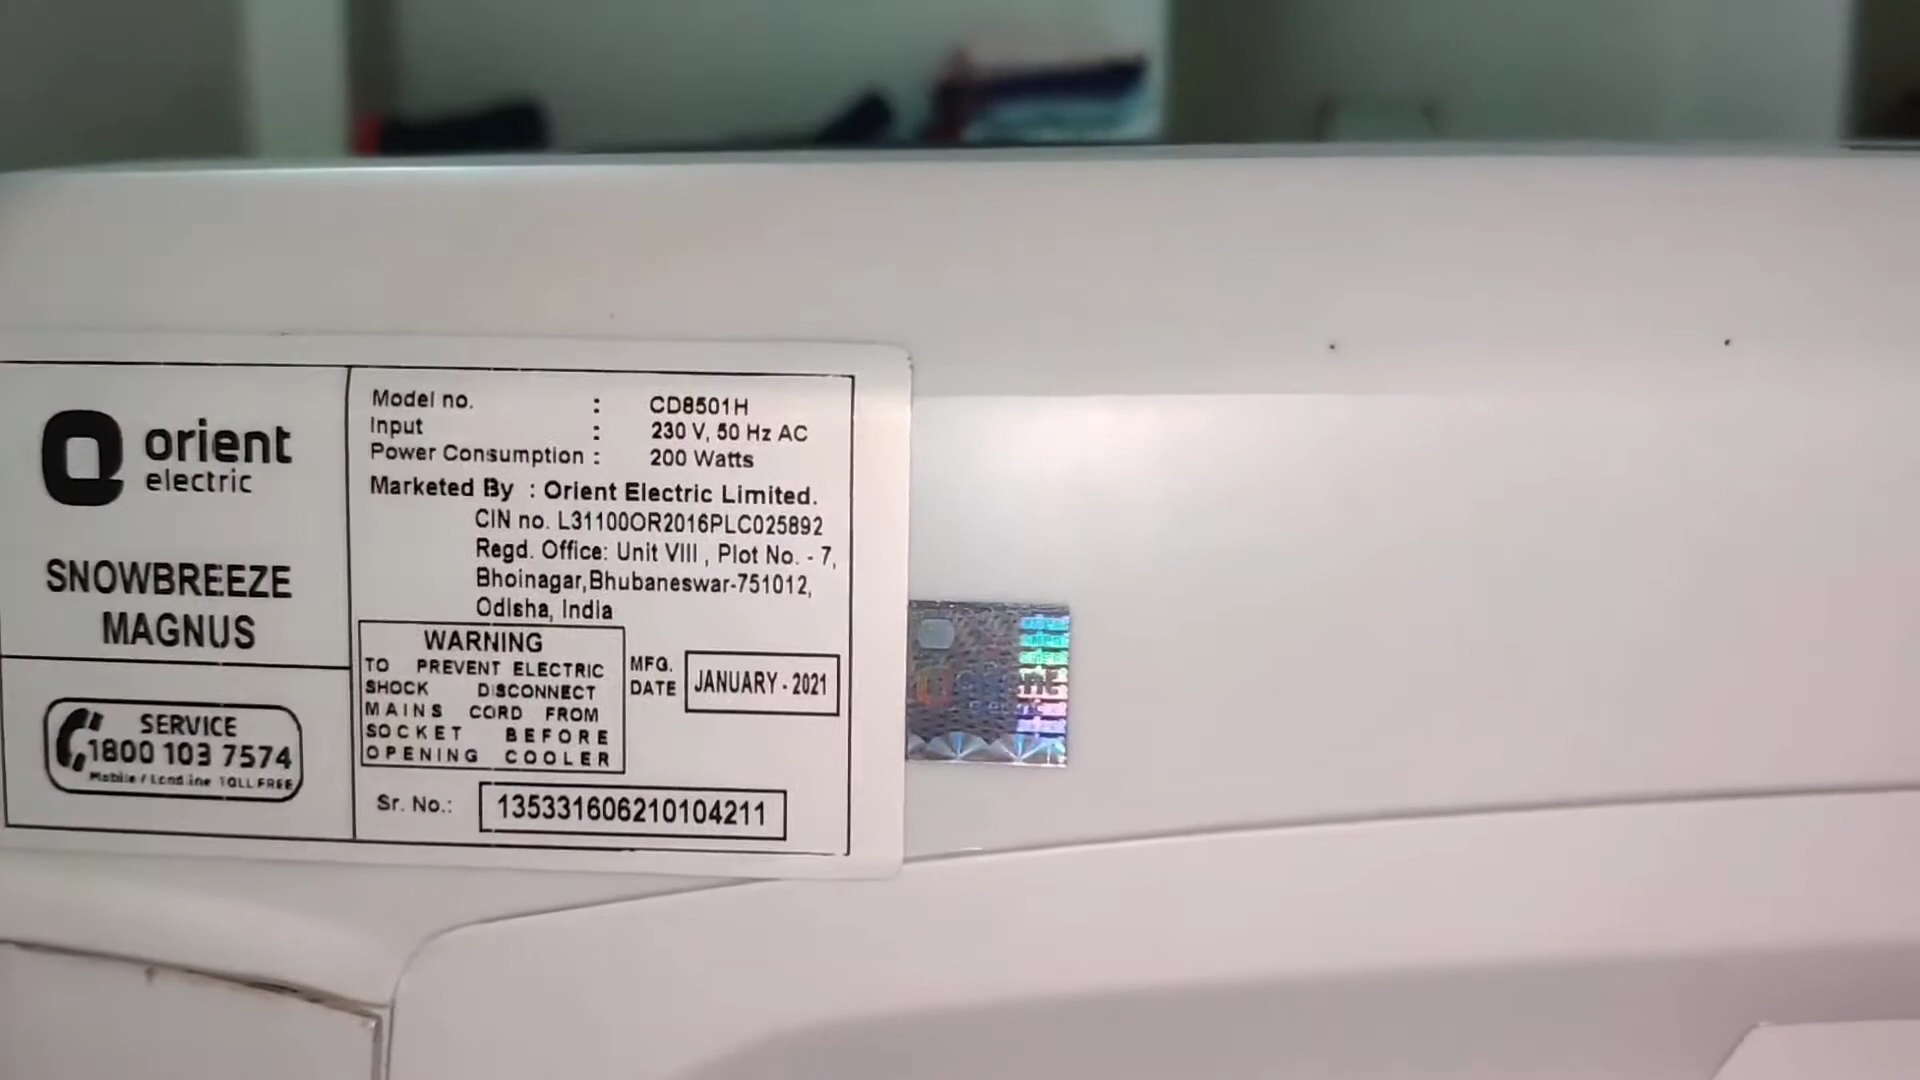 orient
electric
SNOWBREEZE
MAGNUS
SERVICE
1800 103 7574
Mobile / Landline TOLL FREE
Model no. : CD8501H
Input : 230 V, 50 Hz AC
Power Consumption : 200 Watts
Marketed By : Orient Electric Limited.
CIN no. L31100OR2016PLC025892
Regd. Office: Unit VIII , Plot No. - 7,
Bhoinagar,Bhubaneswar-751012,
Odisha, India
WARNING
TO PREVENT ELECTRIC
SHOCK DISCONNECT
MAINS CORD FROM
SOCKET BEFORE
OPENING COOLER
MFG.
DATE
JANUARY - 2021
Sr. No.: 135331606210104211